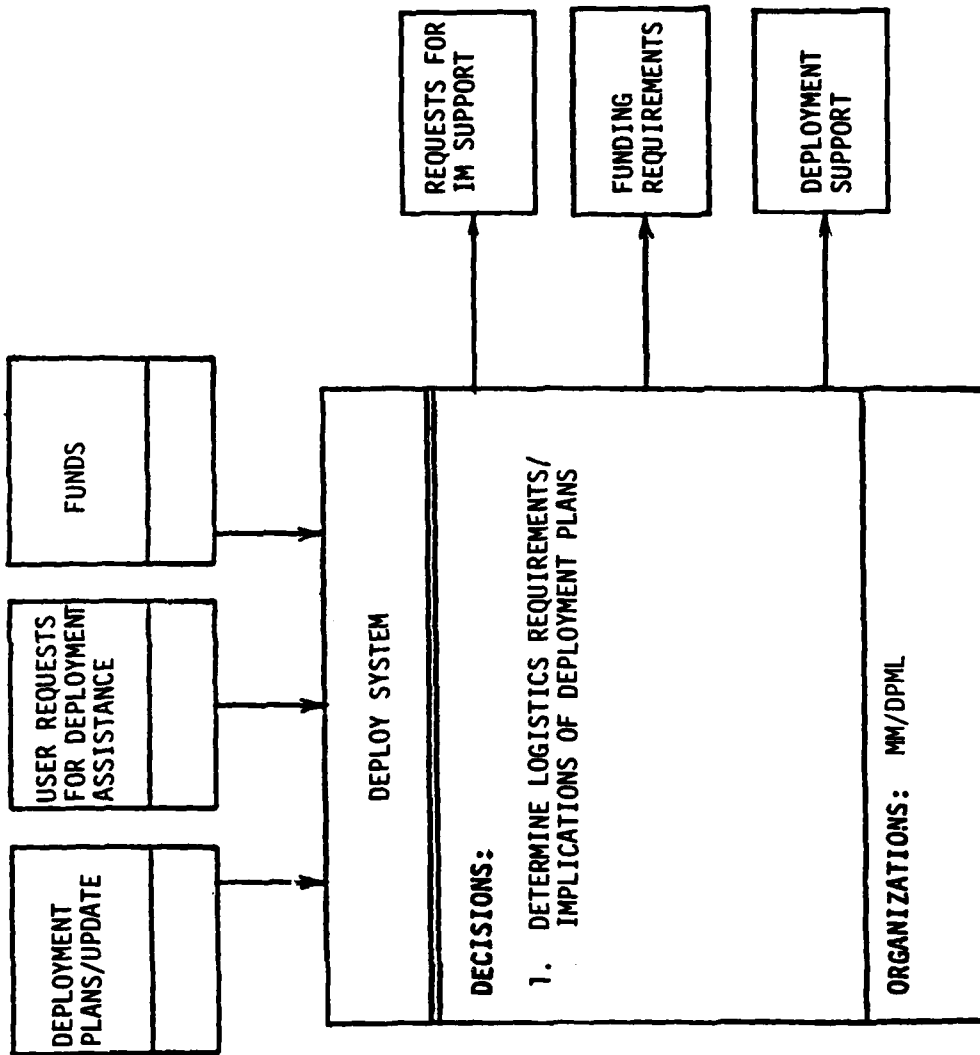 DEPLOYMENT
PLANS/UPDATE
USER REQUESTS
FOR DEPLOYMENT
ASSISTANCE
FUNDS
DEPLOY SYSTEM
DECISIONS:
1. DETERMINE LOGISTICS REQUIREMENTS/
IMPLICATIONS OF DEPLOYMENT PLANS
ORGANIZATIONS: MM/DPML
REQUESTS FOR
IM SUPPORT
FUNDING
REQUIREMENTS
DEPLOYMENT
SUPPORT